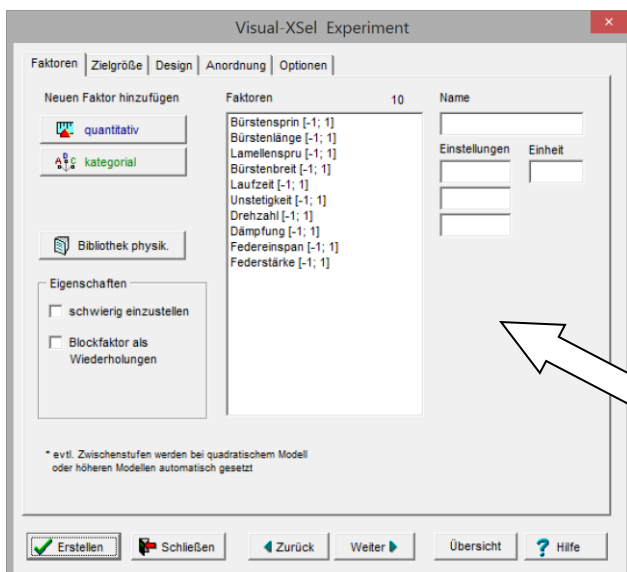 Visual-XSel Experiment
×
Faktoren Zielgröße Design Anordnung Optionen
Neuen Faktor hinzufügen
quantitativ
A B C kategorial
Bibliothek physik.
Eigenschaften
schwierig einzustellen
Blockfaktor als
Wiederholungen
Faktoren 10
Bürstensprin [-1; 1]
Bürstenlänge [-1; 1]
Lamellenspru [-1; 1]
Bürstenbreit [-1; 1]
Laufzeit [-1; 1]
Unstetigkeit [-1; 1]
Drehzahl [-1; 1]
Dämpfung [-1; 1]
Federeinspan [-1; 1]
Federstärke [-1; 1]
Name
Einstellungen Einheit
* evtl. Zwischenstufen werden bei quadratischem Modell
oder höheren Modellen automatisch gesetzt
Erstellen Schließen Zurück Weiter Übersicht ? Hilfe